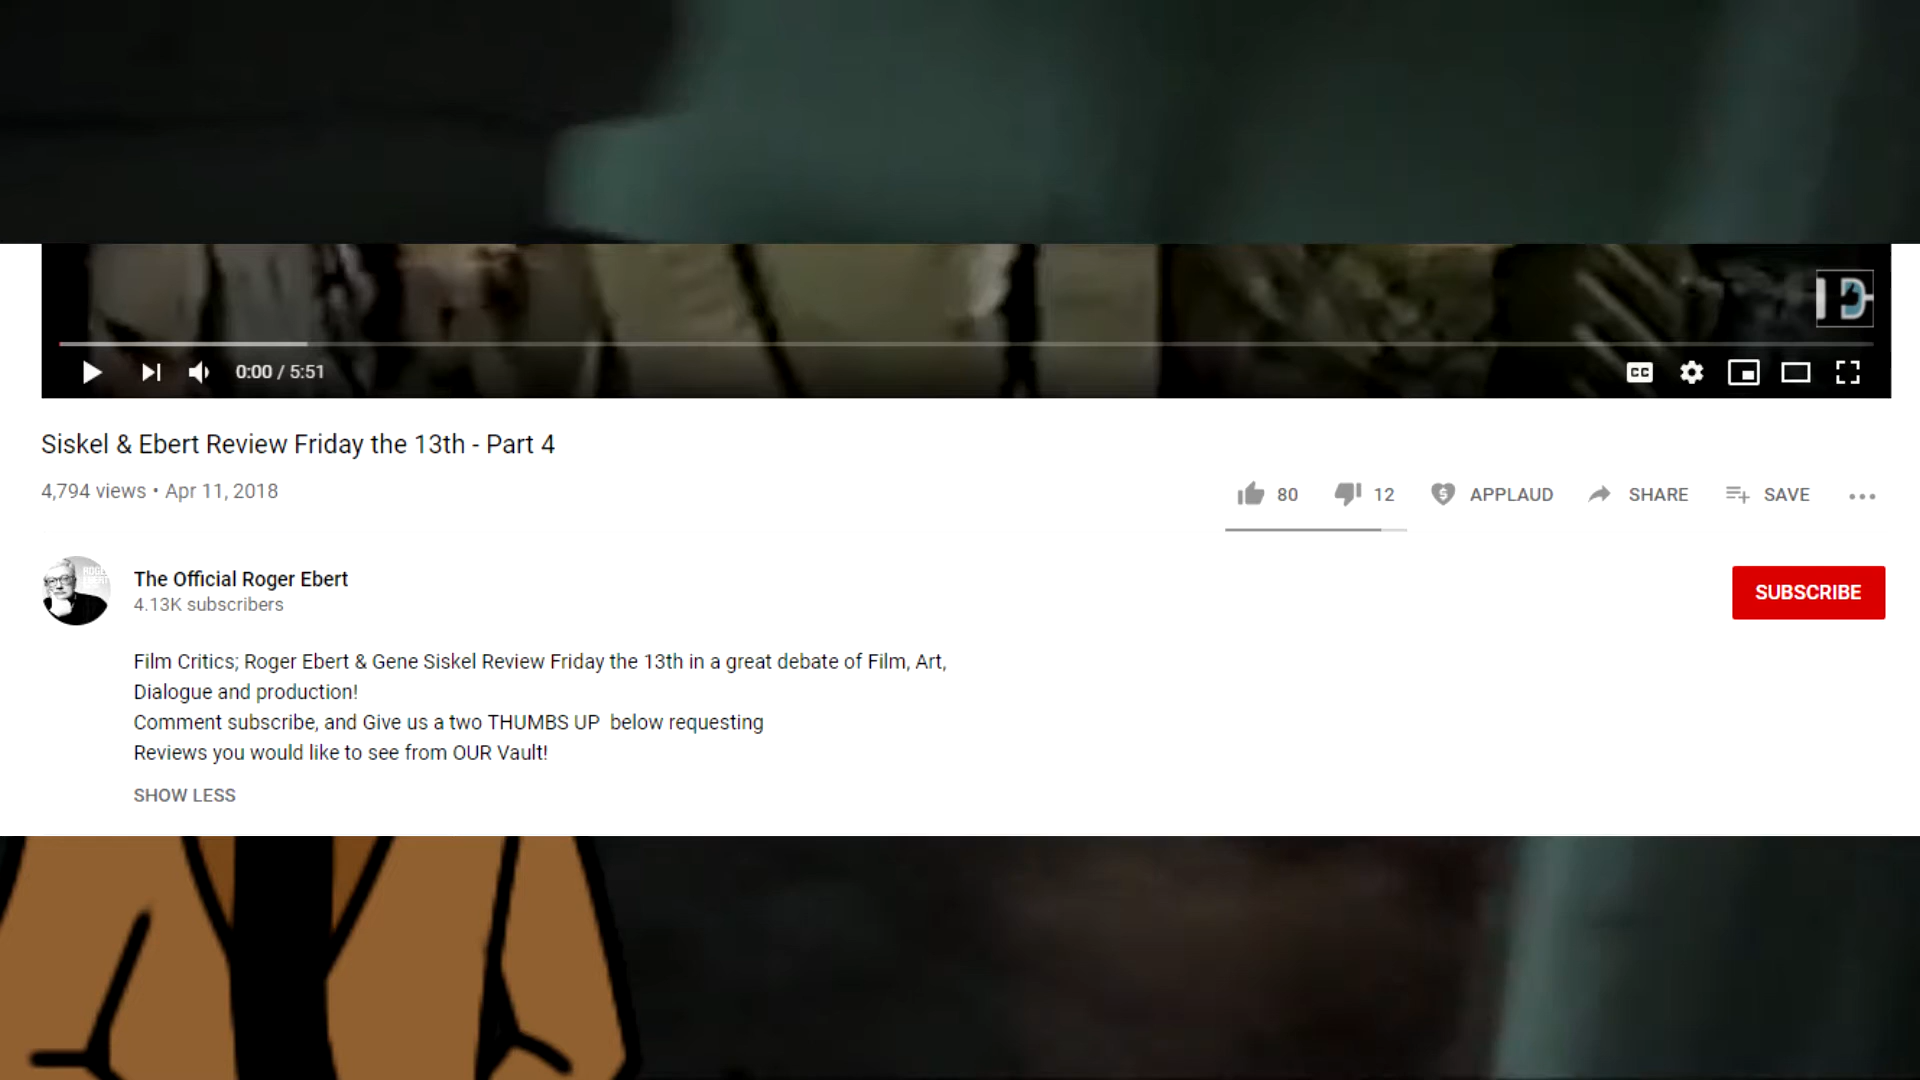 0:00 / 5:51
CC
Siskel & Ebert Review Friday the 13th - Part 4
4,794 views • Apr 11, 2018
80 12 APPLAUD SHARE SAVE
The Official Roger Ebert
4.13K subscribers
SUBSCRIBE
Film Critics; Roger Ebert & Gene Siskel Review Friday the 13th in a great debate of Film, Art,
Dialogue and production!
Comment subscribe, and Give us a two THUMBS UP  below requesting
Reviews you would like to see from OUR Vault!
SHOW LESS